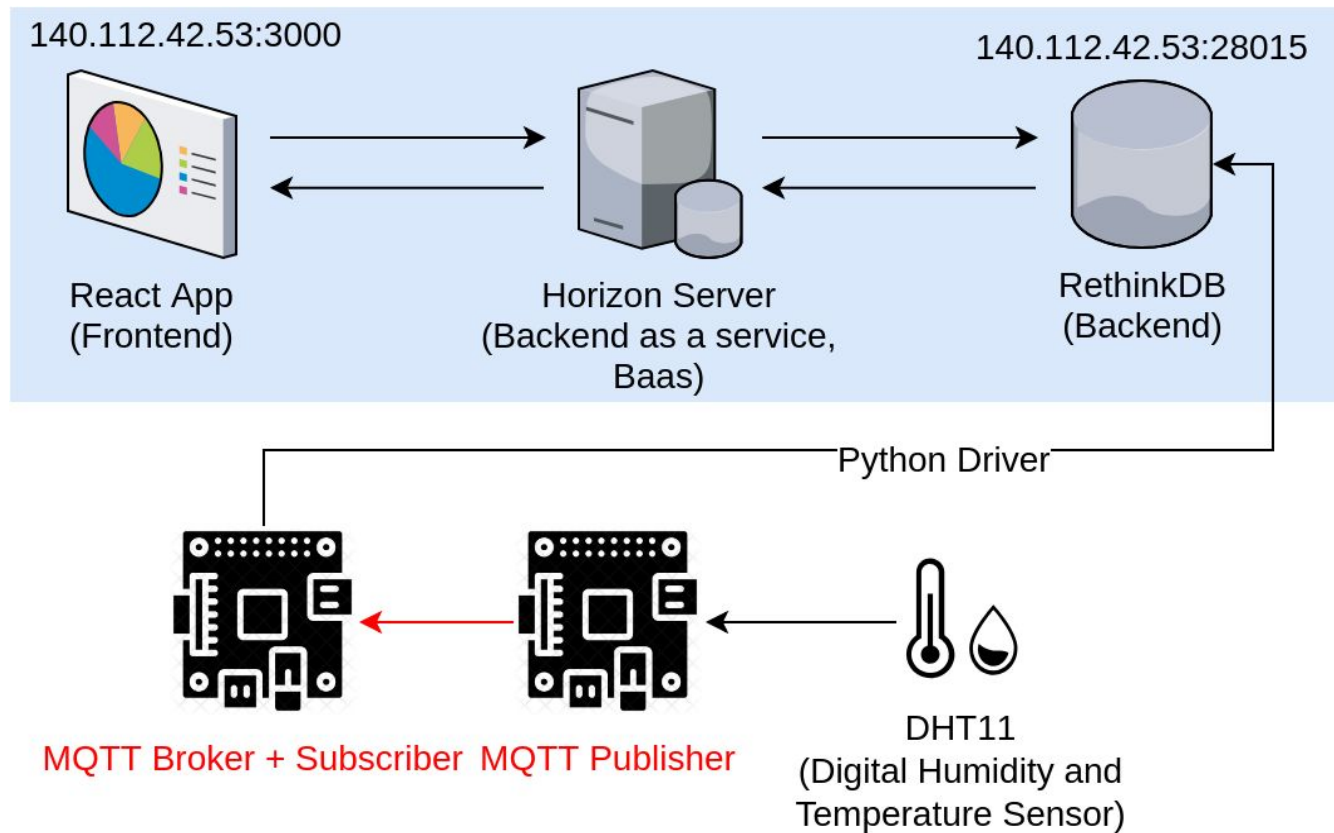 140.112.42.53:3000
140.112.42.53:28015
React App
(Frontend)
Horizon Server
(Backend as a service,
Baas)
RethinkDB
(Backend)
Python Driver
MQTT Broker + Subscriber
MQTT Publisher
DHT11
(Digital Humidity and
Temperature Sensor)